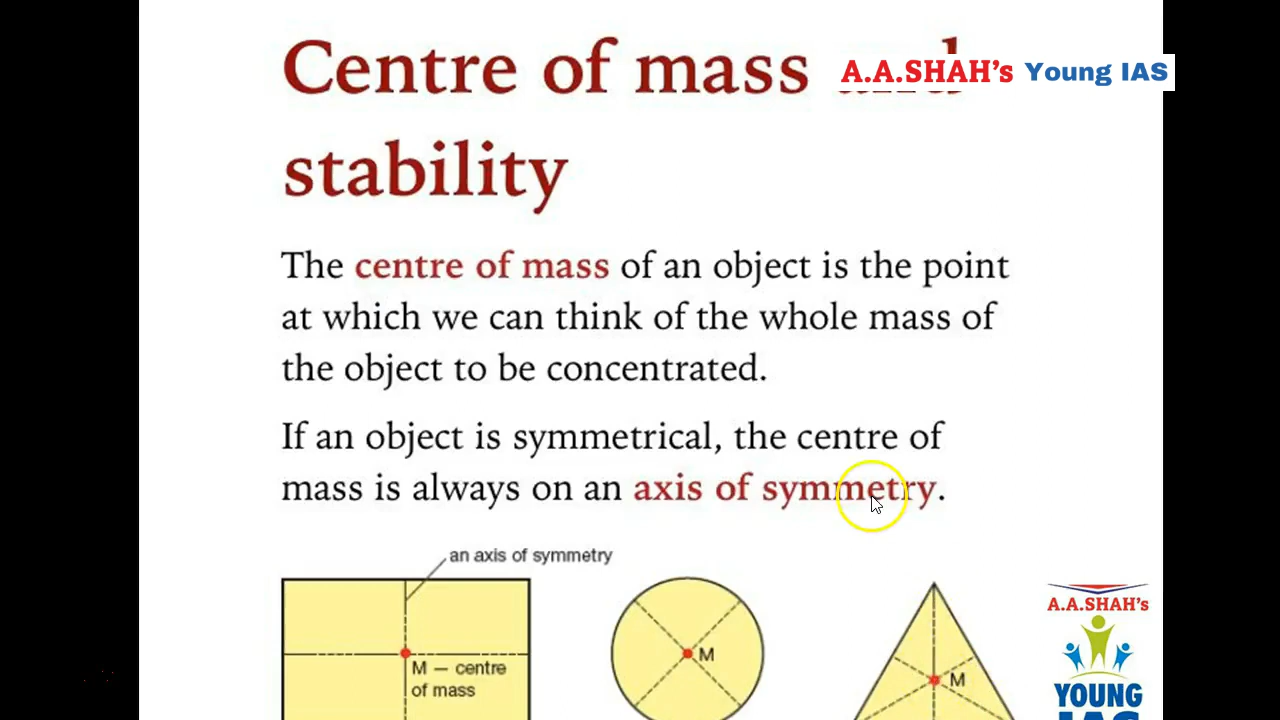 Centre of mass and
A.A.SHAH's Young IAS
stability
The centre of mass of an object is the point
at which we can think of the whole mass of
the object to be concentrated.
If an object is symmetrical, the centre of
mass is always on an axis of symmetry.
an axis of symmetry
M – centre
of mass
M
M
A.A.SHAH's
YOUNG
IAS